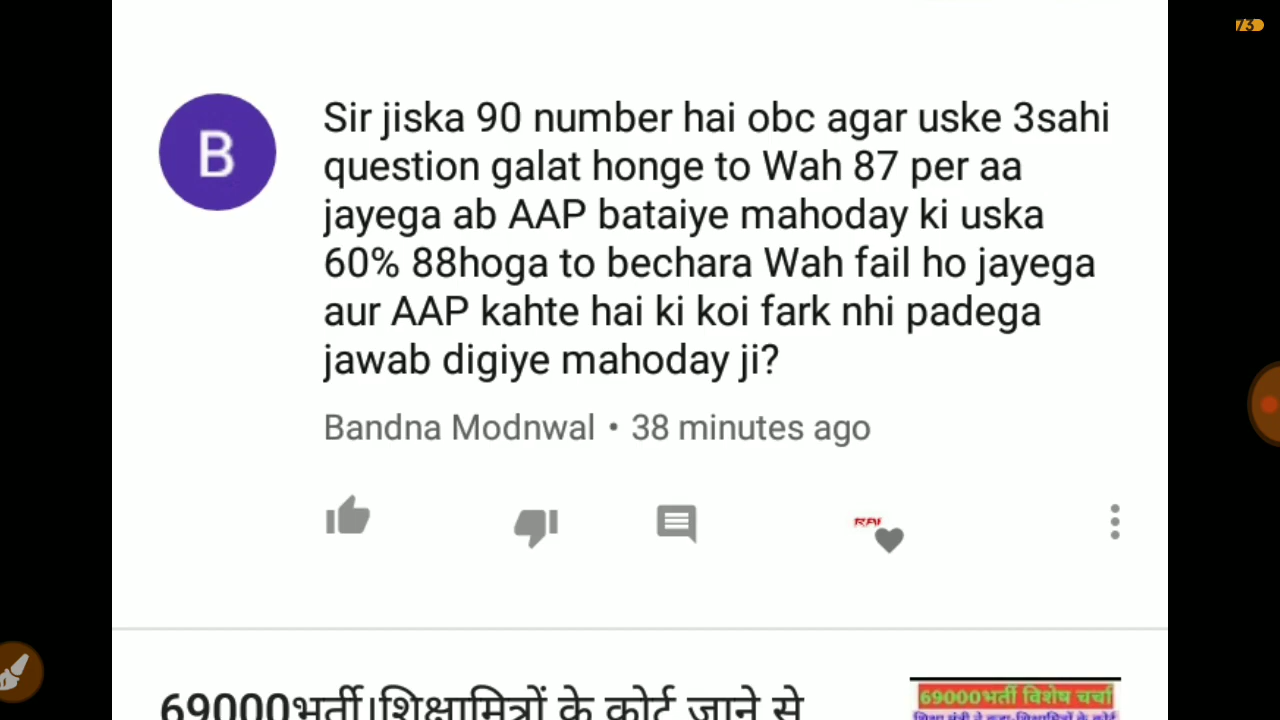 B
Sir jiska 90 number hai obc agar uske 3sahi
question galat honge to Wah 87 per aa
jayega ab AAP bataiye mahoday ki uska
60% 88hoga to bechara Wah fail ho jayega
aur AAP kahte hai ki koi fark nhi padega
jawab digiye mahoday ji?
Bandna Modnwal • 38 minutes ago
RAI
69000भर्ती।शिक्षामित्रों के कोर्ट जाने से
69000भर्ती विशेष चर्चा